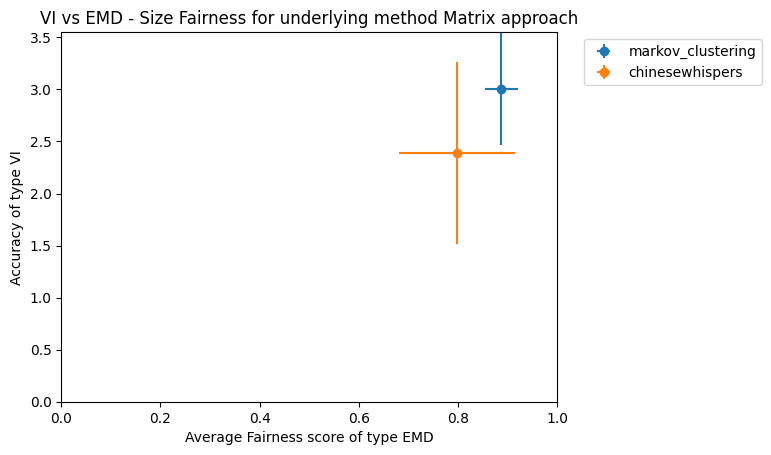 VI vs EMD - Size Fairness for underlying method Matrix approach
3.5
3.0
2.5
2.0
1.5
1.0
0.5
0.0
Accuracy of type VI
0.0 0.2 0.4 0.6 0.8 1.0
Average Fairness score of type EMD
markov_clustering
chinesewhispers